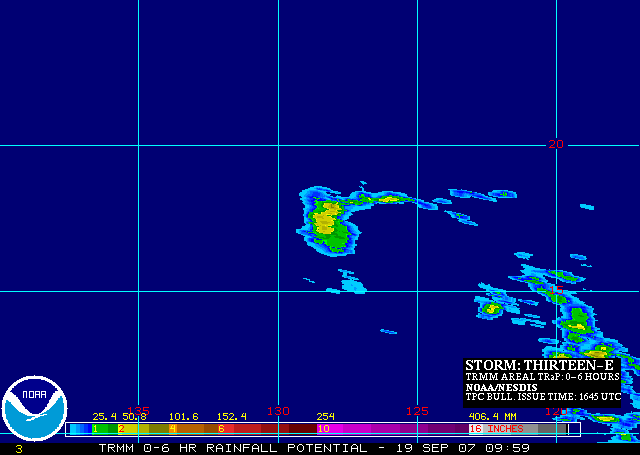 20
15
STORM: THIRTEEN-E
TRMM AREAL TRaP: 0-6 HOURS
NOAA/NESDIS
TPC BULL. ISSUE TIME: 1645 UTC
NOAA
135 130 125 120
25.4 50.8 101.6 152.4 254 406.4 MM
1 2 4 6 10 16 INCHES
3 TRMM 0-6 HR RAINFALL POTENTIAL - 19 SEP 07 09:59